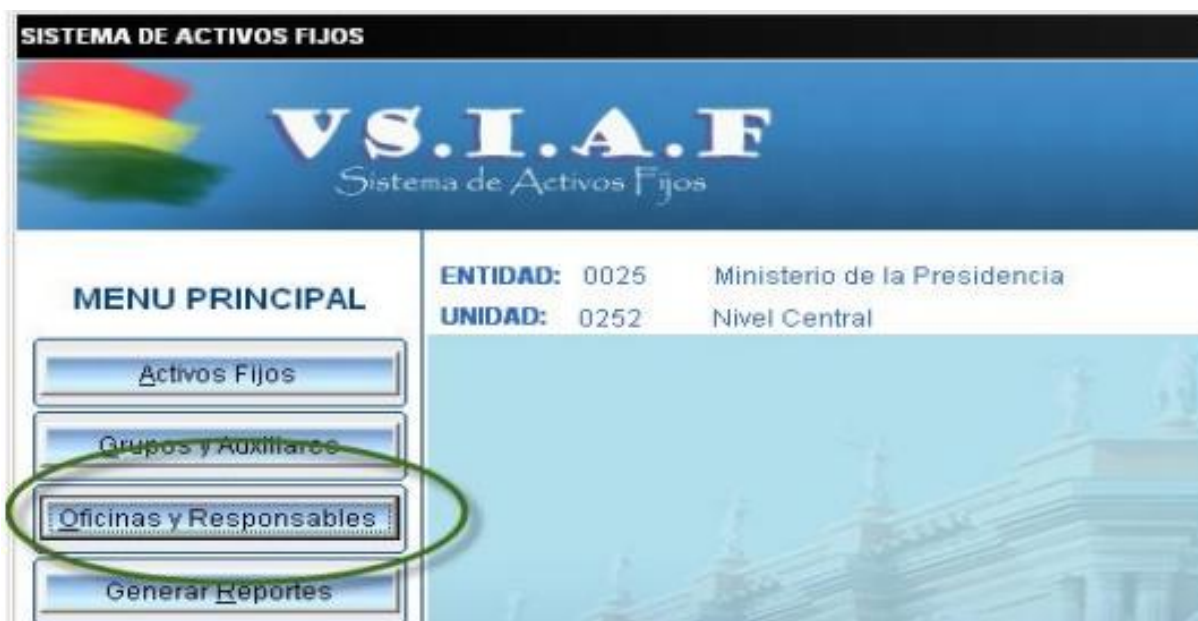 SISTEMA DE ACTIVOS FIJOS
VS.I.A.F
Sistema de Activos Fijos
MENU PRINCIPAL
ENTIDAD: 0025 Ministerio de la Presidencia
UNIDAD: 0252 Nivel Central
Activos Fijos
Grupos y Auxiliares
Oficinas y Responsables
Generar Reportes